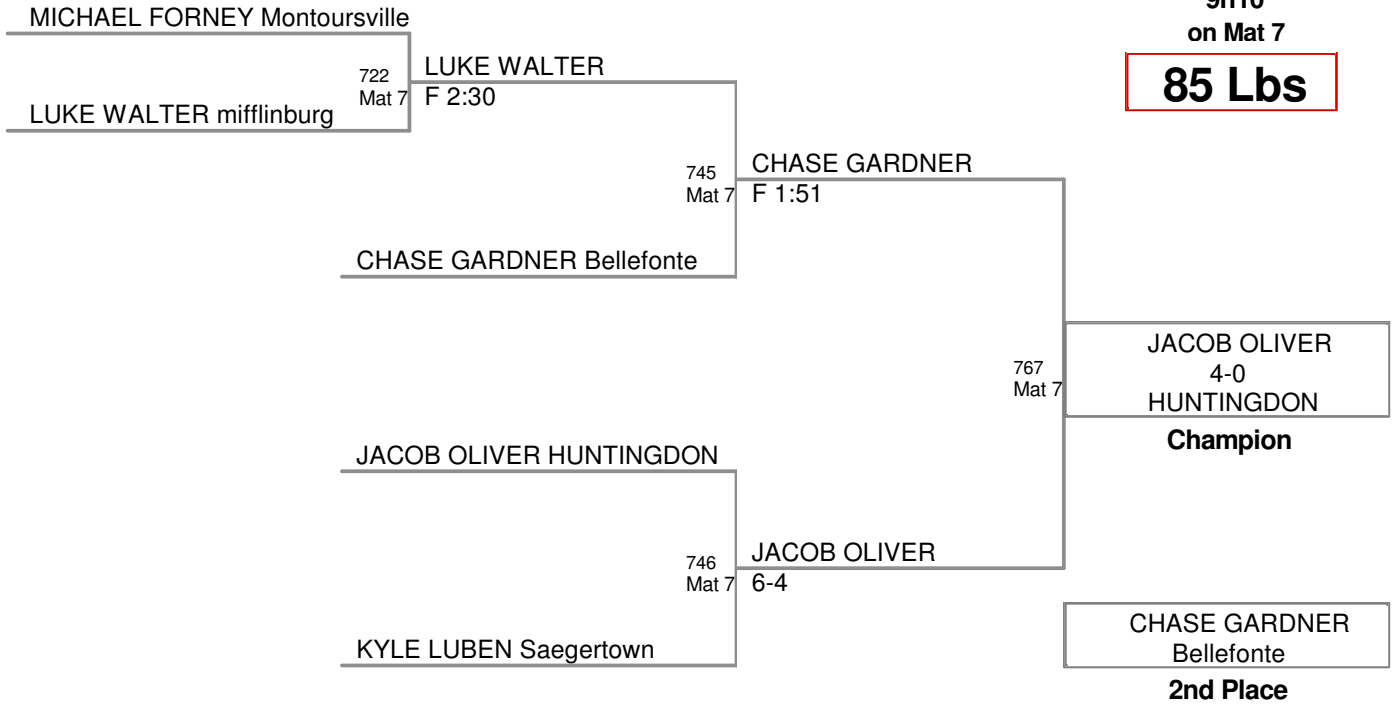 9n10
on Mat 7
85 Lbs
MICHAEL FORNEY Montoursville
722
Mat 7
LUKE WALTER
F 2:30
LUKE WALTER mifflinburg
745
Mat 7
CHASE GARDNER
F 1:51
CHASE GARDNER Bellefonte
767
Mat 7
JACOB OLIVER
4-0
HUNTINGDON
Champion
JACOB OLIVER HUNTINGDON
746
Mat 7
JACOB OLIVER
6-4
KYLE LUBEN Saegertown
CHASE GARDNER
Bellefonte
2nd Place